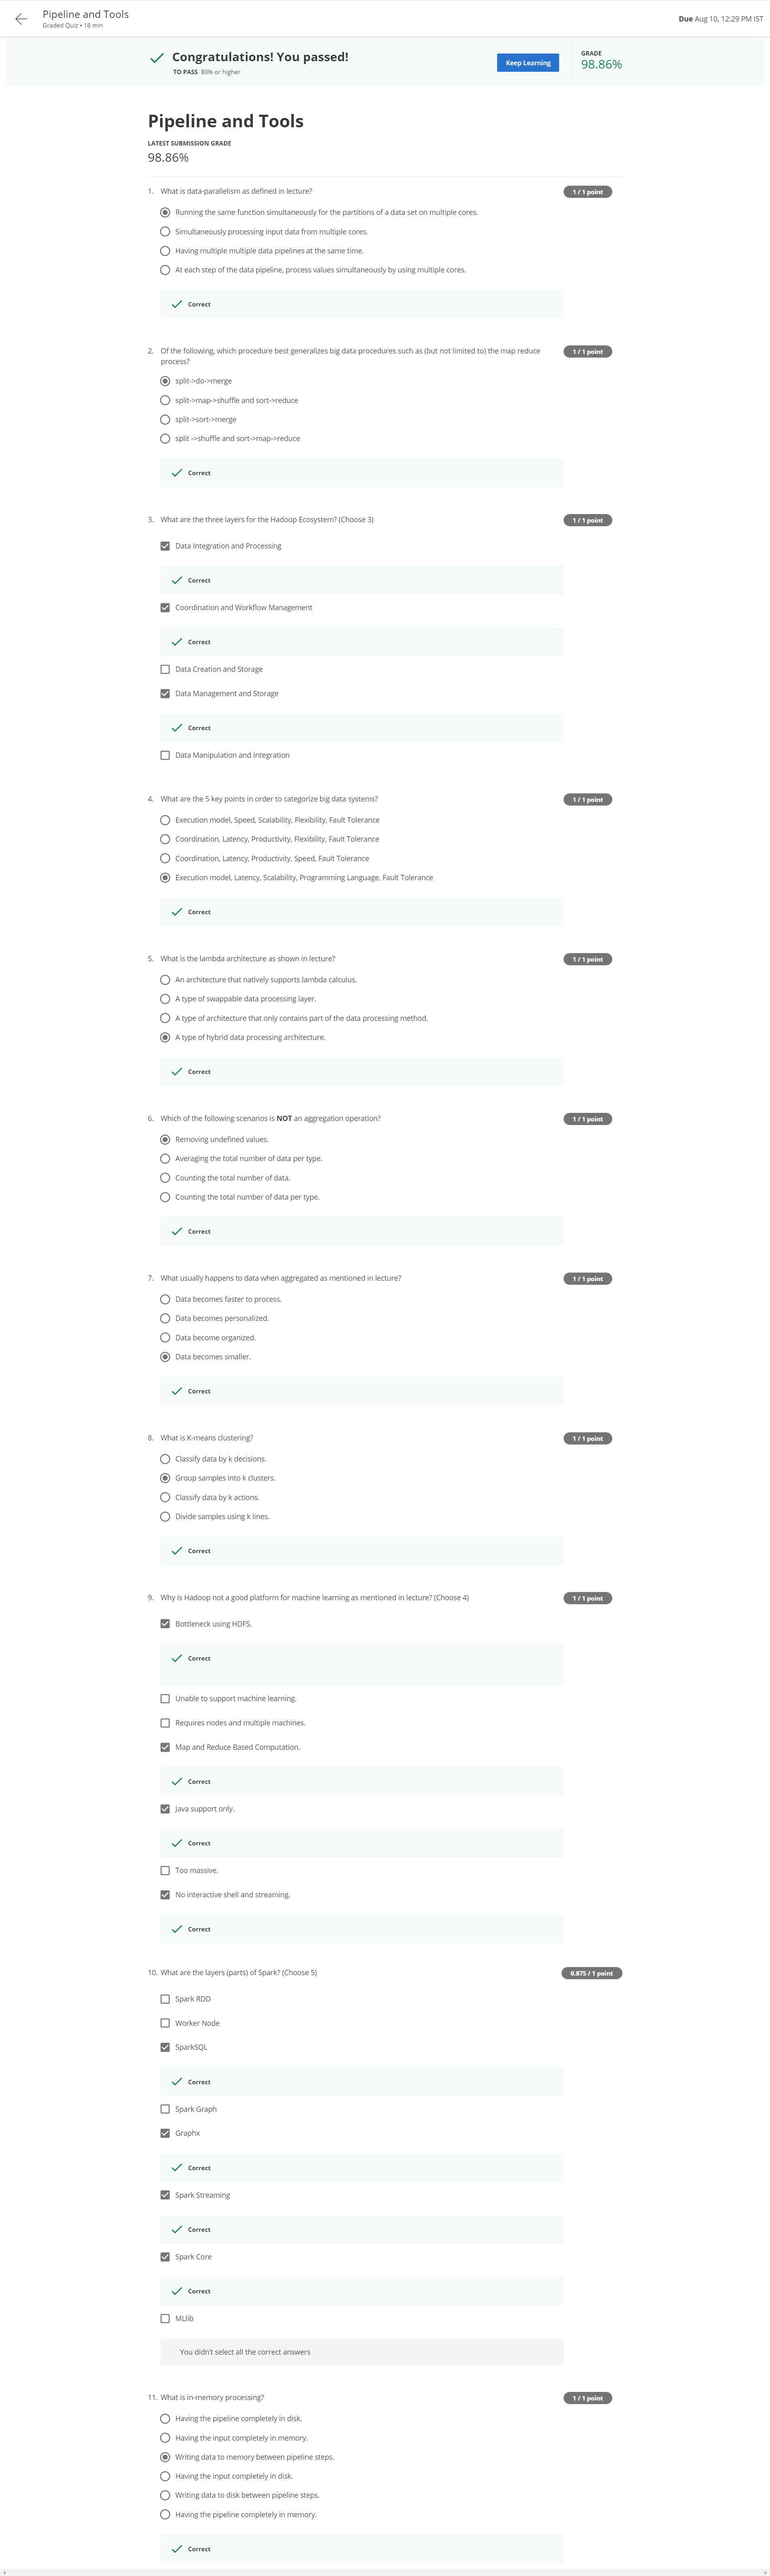 Pipeline and Tools
Graded Quiz • 18 min
Due Aug 10, 12:29 PM IST
Congratulations! You passed!
TO PASS 80% or higher
Keep Learning
GRADE
98.86%
Pipeline and Tools
LATEST SUBMISSION GRADE
98.86%
1. What is data-parallelism as defined in lecture?
1 / 1 point
Running the same function simultaneously for the partitions of a data set on multiple cores.
Simultaneously processing input data from multiple cores.
Having multiple multiple data pipelines at the same time.
At each step of the data pipeline, process values simultaneously by using multiple cores.
Correct
2. Of the following, which procedure best generalizes big data procedures such as (but not limited to) the map reduce
process?
1 / 1 point
split->do->merge
split->map->shuffle and sort->reduce
split->sort->merge
split ->shuffle and sort->map->reduce
Correct
3. What are the three layers for the Hadoop Ecosystem? (Choose 3)
1 / 1 point
Data Integration and Processing
Correct
Coordination and Workflow Management
Correct
Data Creation and Storage
Data Management and Storage
Correct
Data Manipulation and Integration
4. What are the 5 key points in order to categorize big data systems?
1 / 1 point
Execution model, Speed, Scalability, Flexibility, Fault Tolerance
Coordination, Latency, Productivity, Flexibility, Fault Tolerance
Coordination, Latency, Productivity, Speed, Fault Tolerance
Execution model, Latency, Scalability, Programming Language, Fault Tolerance
Correct
5. What is the lambda architecture as shown in lecture?
1 / 1 point
An architecture that natively supports lambda calculus.
A type of swappable data processing layer.
A type of architecture that only contains part of the data processing method.
A type of hybrid data processing architecture.
Correct
6. Which of the following scenarios is NOT an aggregation operation?
1 / 1 point
Removing undefined values.
Averaging the total number of data per type.
Counting the total number of data.
Counting the total number of data per type.
Correct
7. What usually happens to data when aggregated as mentioned in lecture?
1 / 1 point
Data becomes faster to process.
Data becomes personalized.
Data become organized.
Data becomes smaller.
Correct
8. What is K-means clustering?
1 / 1 point
Classify data by k decisions.
Group samples into k clusters.
Classify data by k actions.
Divide samples using k lines.
Correct
9. Why is Hadoop not a good platform for machine learning as mentioned in lecture? (Choose 4)
1 / 1 point
Bottleneck using HDFS.
Correct
Unable to support machine learning.
Requires nodes and multiple machines.
Map and Reduce Based Computation.
Correct
Java support only.
Correct
Too massive.
No interactive shell and streaming.
Correct
10. What are the layers (parts) of Spark? (Choose 5)
0.875 / 1 point
Spark RDD
Worker Node
SparkSQL
Correct
Spark Graph
Graphx
Correct
Spark Streaming
Correct
Spark Core
Correct
MLlib
You didn't select all the correct answers
11. What is in-memory processing?
1 / 1 point
Having the pipeline completely in disk.
Having the input completely in memory.
Writing data to memory between pipeline steps.
Having the input completely in disk.
Writing data to disk between pipeline steps.
Having the pipeline completely in memory.
Correct